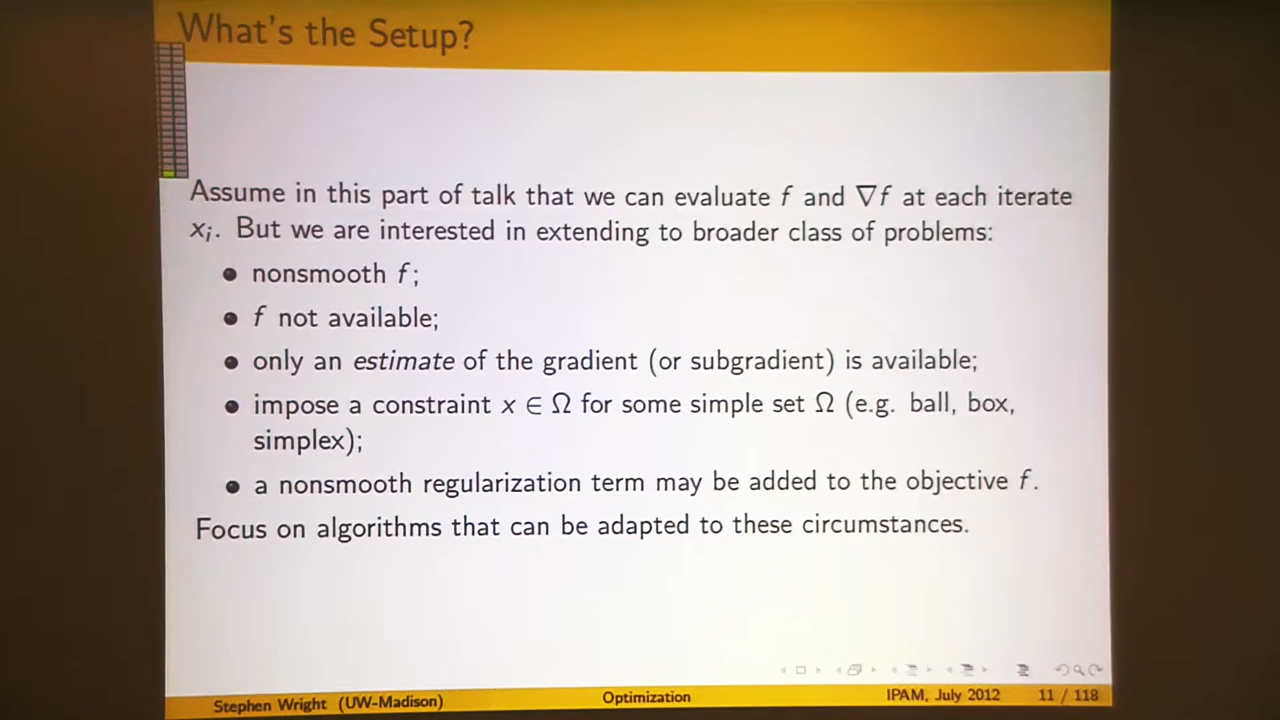 What's the Setup?
Assume in this part of talk that we can evaluate f and ∇f at each iterate
x_i. But we are interested in extending to broader class of problems:
● nonsmooth f;
● f not available;
● only an estimate of the gradient (or subgradient) is available;
● impose a constraint x ∈ Ω for some simple set Ω (e.g. ball, box,
simplex);
● a nonsmooth regularization term may be added to the objective f.
Focus on algorithms that can be adapted to these circumstances.
Stephen Wright (UW-Madison) Optimization IPAM, July 2012 11 / 118